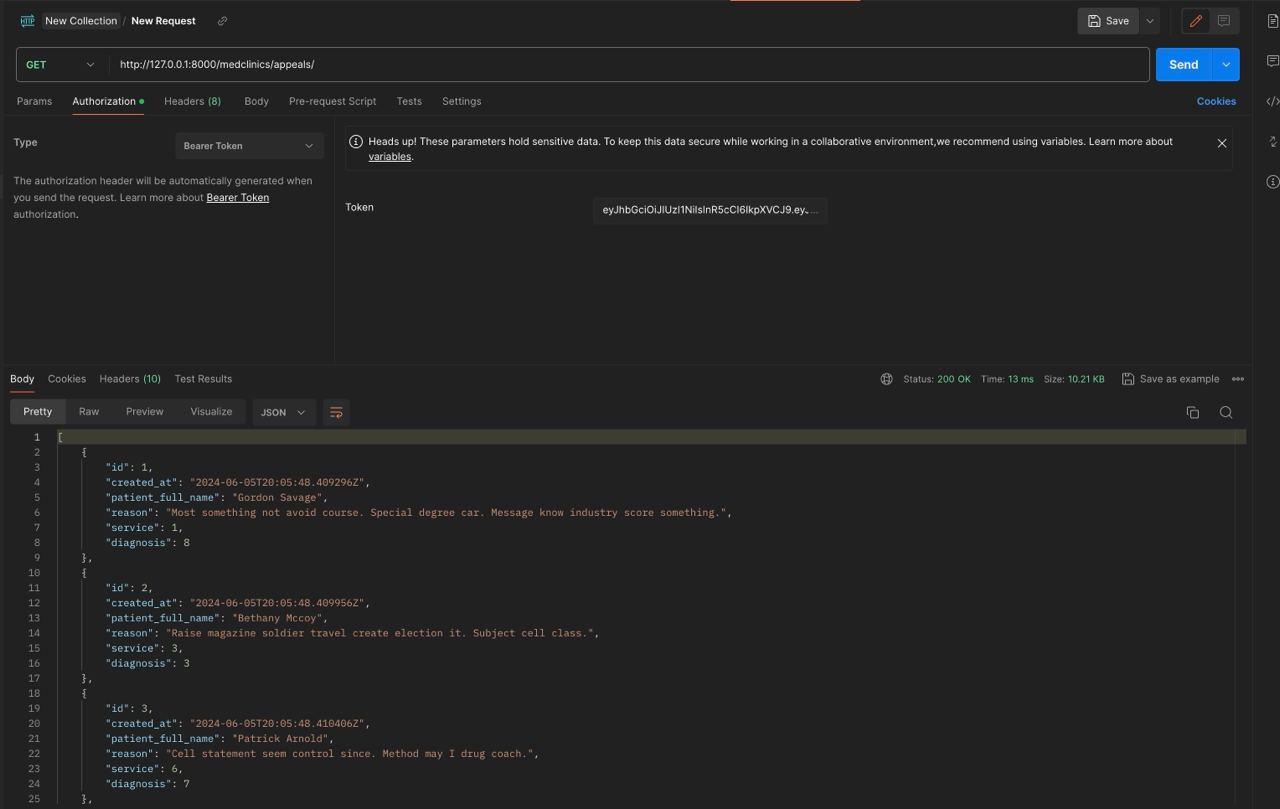 HTTP New Collection / New Request Save
GET http://127.0.0.1:8000/medclinics/appeals/ Send
Params Authorization Headers (8) Body Pre-request Script Tests Settings Cookies
Type Bearer Token
The authorization header will be automatically generated when
you send the request. Learn more about Bearer Token
authorization.
Heads up! These parameters hold sensitive data. To keep this data secure while working in a collaborative environment,we recommend using variables. Learn more about
variables.
Token eyJhbGciOiJIUzI1NiIsInR5cCI6IkpXVCJ9.ey...
Body Cookies Headers (10) Test Results Status: 200 OK Time: 13 ms Size: 10.21 KB Save as example
Pretty Raw Preview Visualize JSON
1 [
2 {
3 "id": 1,
4 "created_at": "2024-06-05T20:05:48.409296Z",
5 "patient_full_name": "Gordon Savage",
6 "reason": "Most something not avoid course. Special degree car. Message know industry score something.",
7 "service": 1,
8 "diagnosis": 8
9 },
10 {
11 "id": 2,
12 "created_at": "2024-06-05T20:05:48.409956Z",
13 "patient_full_name": "Bethany Mccoy",
14 "reason": "Raise magazine soldier travel create election it. Subject cell class.",
15 "service": 3,
16 "diagnosis": 3
17 },
18 {
19 "id": 3,
20 "created_at": "2024-06-05T20:05:48.410406Z",
21 "patient_full_name": "Patrick Arnold",
22 "reason": "Cell statement seem control since. Method may I drug coach.",
23 "service": 6,
24 "diagnosis": 7
25 },